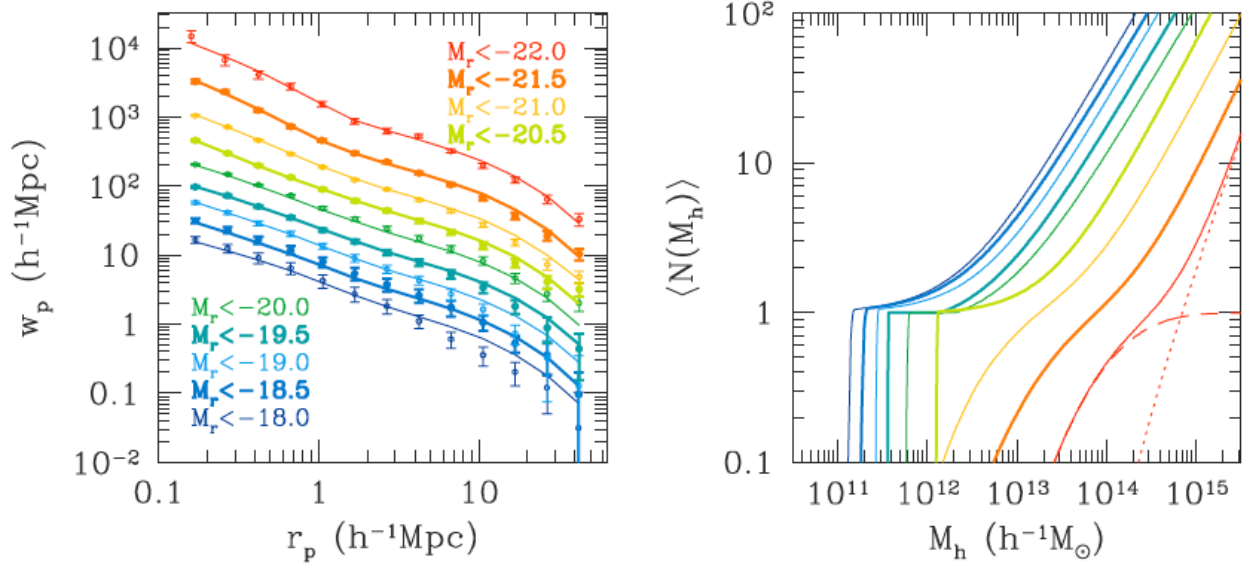 10⁴
10³
10²
10
1
0.1
10⁻²
w_p (h⁻¹Mpc)
M_r<-22.0
M_r<-21.5
M_r<-21.0
M_r<-20.5
M_r<-20.0
M_r<-19.5
M_r<-19.0
M_r<-18.5
M_r<-18.0
0.1 1 10
r_p (h⁻¹Mpc)
10²
10
1
0.1
⟨N(M_h)⟩
10¹¹ 10¹² 10¹³ 10¹⁴ 10¹⁵
M_h (h⁻¹M_⊙)